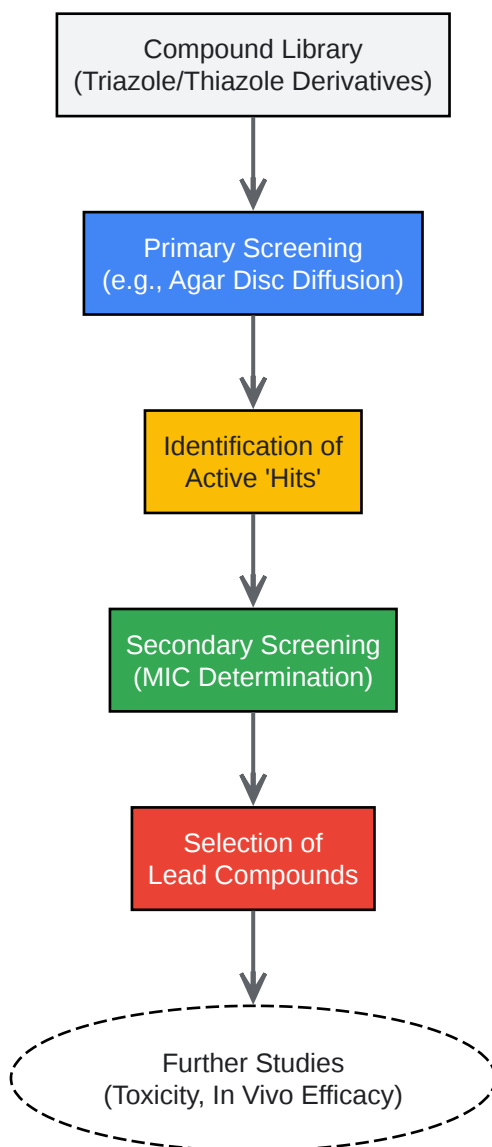 Compound Library
(Triazole/Thiazole Derivatives)
Primary Screening
(e.g., Agar Disc Diffusion)
Identification of
Active 'Hits'
Secondary Screening
(MIC Determination)
Selection of
Lead Compounds
Further Studies
(Toxicity, In Vivo Efficacy)